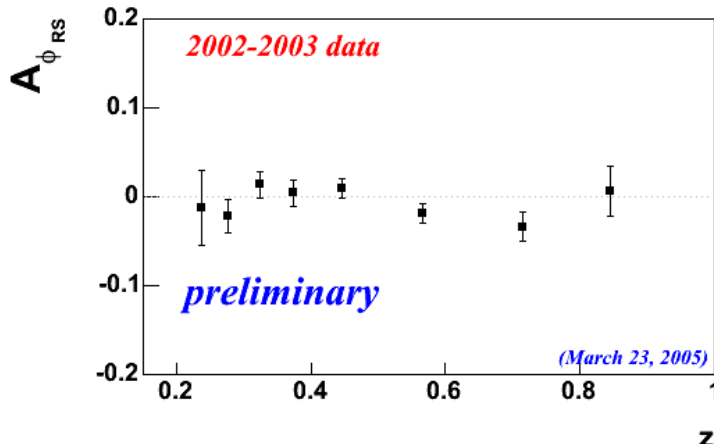 A ϕ RS
0.2
2002-2003 data
0.1
0
-0.1
preliminary
(March 23, 2005)
-0.2
0.2 0.4 0.6 0.8 1
z